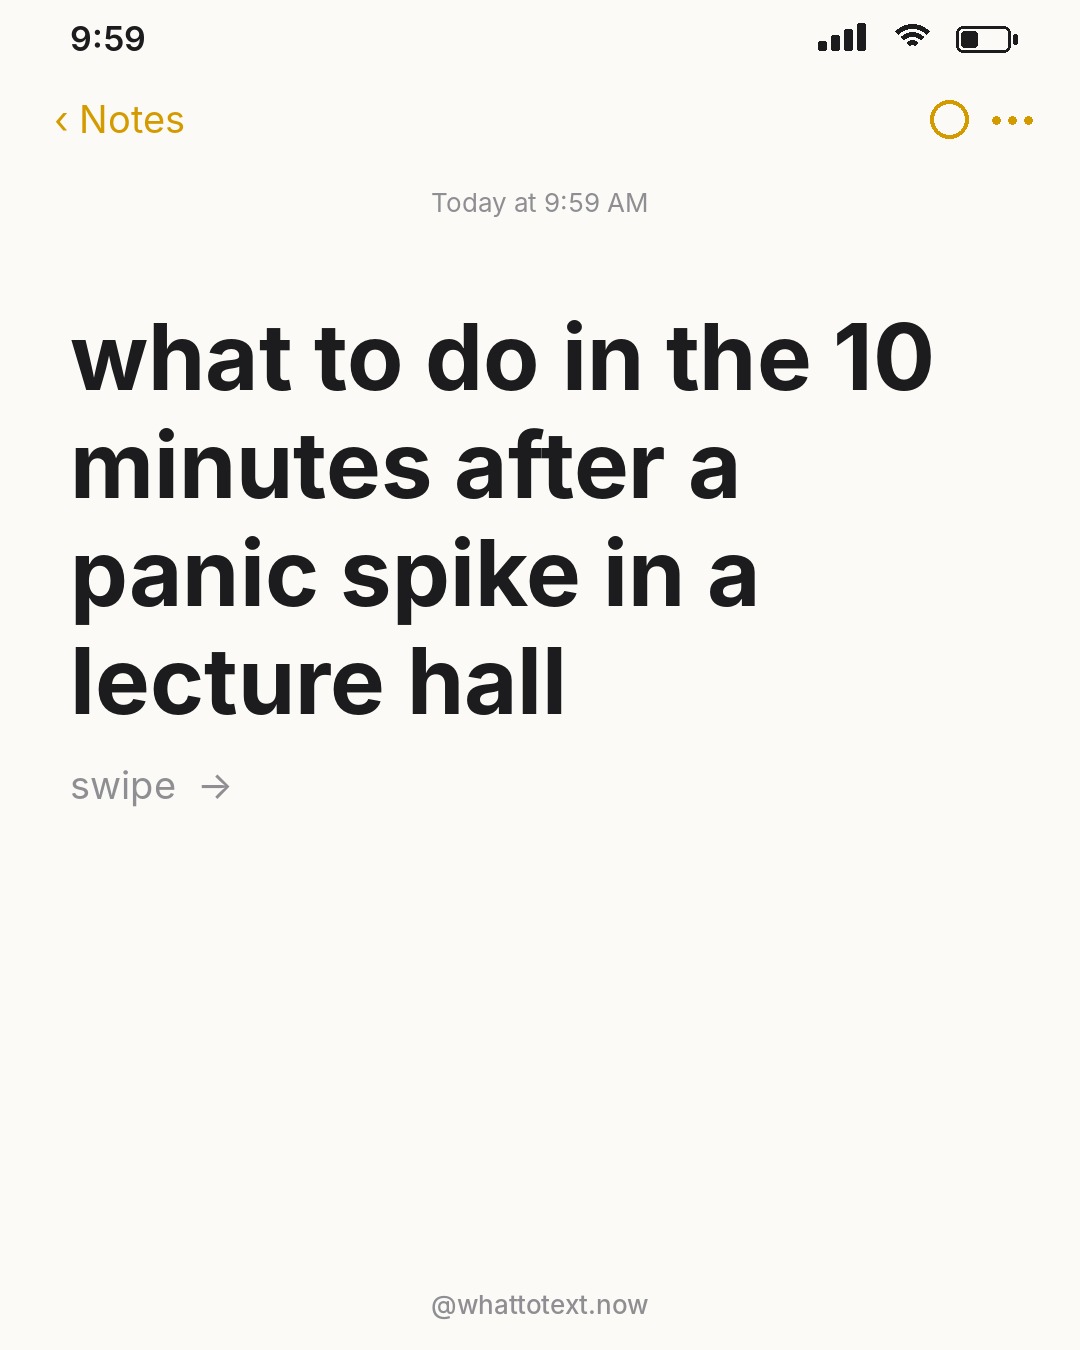 9:59
‹ Notes
Today at 9:59 AM
what to do in the 10
minutes after a
panic spike in a
lecture hall
swipe →
@whattotext.now